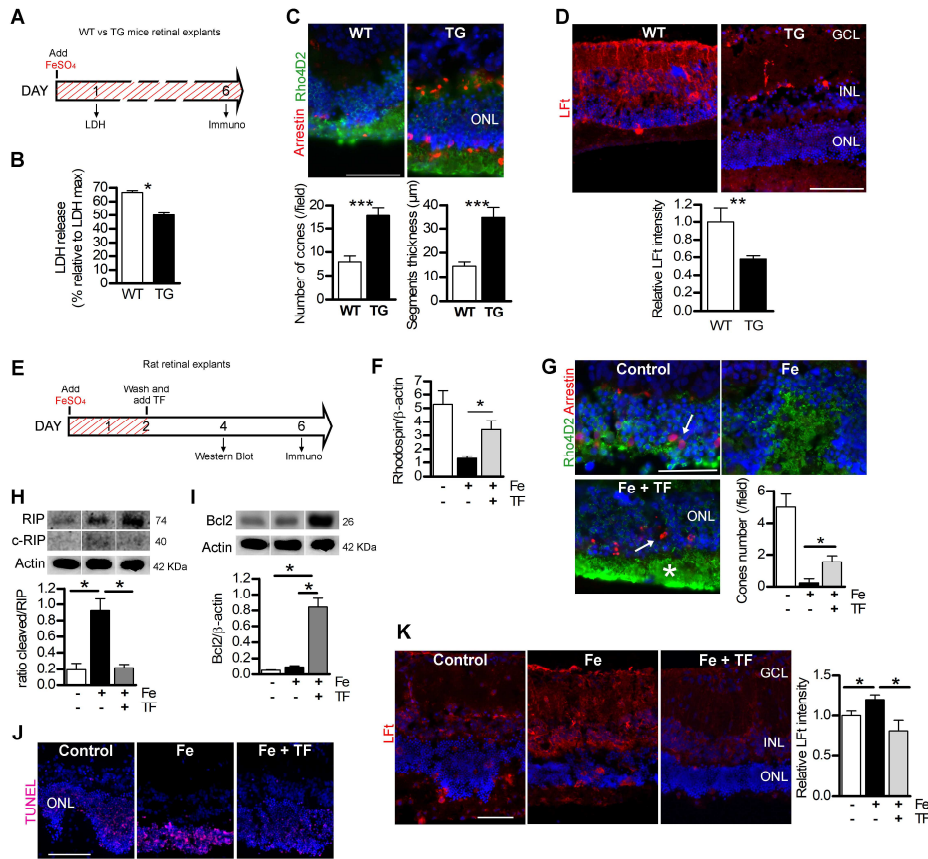 A
WT vs TG mice retinal explants
Add
FeSO₄
DAY 1 6
LDH Immuno
B
LDH release
(% relative to LDH max)
70
60
50
40
30
20
10
0
*
WT TG
C
WT TG
Arrestin Rho4D2
ONL
Number of cones (/field)
20
15
10
5
0
***
WT TG
Segments thickness (µm)
50
40
30
20
10
0
***
WT TG
D
WT TG
LFt
GCL
INL
ONL
Relative LFt intensity
1.2
1.0
0.8
0.6
0.4
0.2
0
**
WT TG
E
Rat retinal explants
Add
FeSO₄
Wash and
add TF
DAY 1 2 4 6
Western Blot Immuno
F
Rhodospin/β-actin
7
6
5
4
3
2
1
0
*
- + + Fe
- - + TF
G
Control Fe
Rho4D2 Arrestin
Fe + TF
ONL
*
Cones number (/field)
6
4
2
0
*
- + + Fe
- - + TF
H
RIP 74
c-RIP 40
Actin 42 KDa
ratio cleaved/RIP
1.2
1.0
0.8
0.6
0.4
0.2
0
* *
- + + Fe
- - + TF
I
Bcl2 26
Actin 42 KDa
Bcl2/β-actin
1.2
1.0
0.8
0.6
0.4
0.2
0.0
*
*
- + + Fe
- - + TF
J
Control Fe Fe + TF
TUNEL
ONL
K
Control Fe Fe + TF
LFt
GCL
INL
ONL
Relative LFt intensity
1.5
1.0
0.5
0.0
* *
- + + Fe
- - + TF